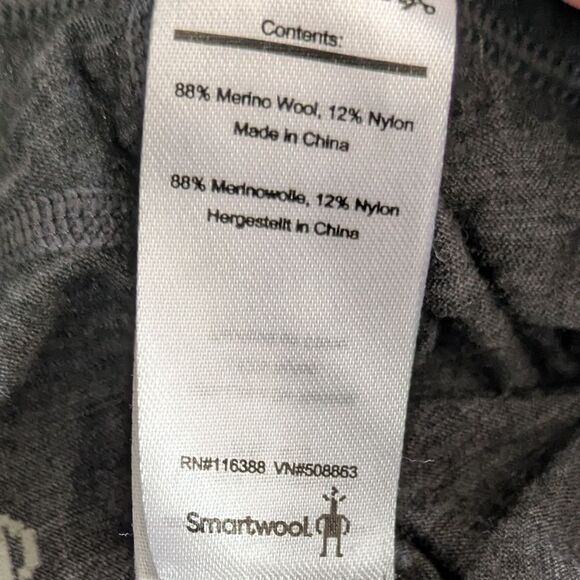 Contents:
88% Merino Wool, 12% Nylon
Made in China
88% Merinowolle, 12% Nylon
Hergestellt in China
RN#116388 VN#508863
Smartwool